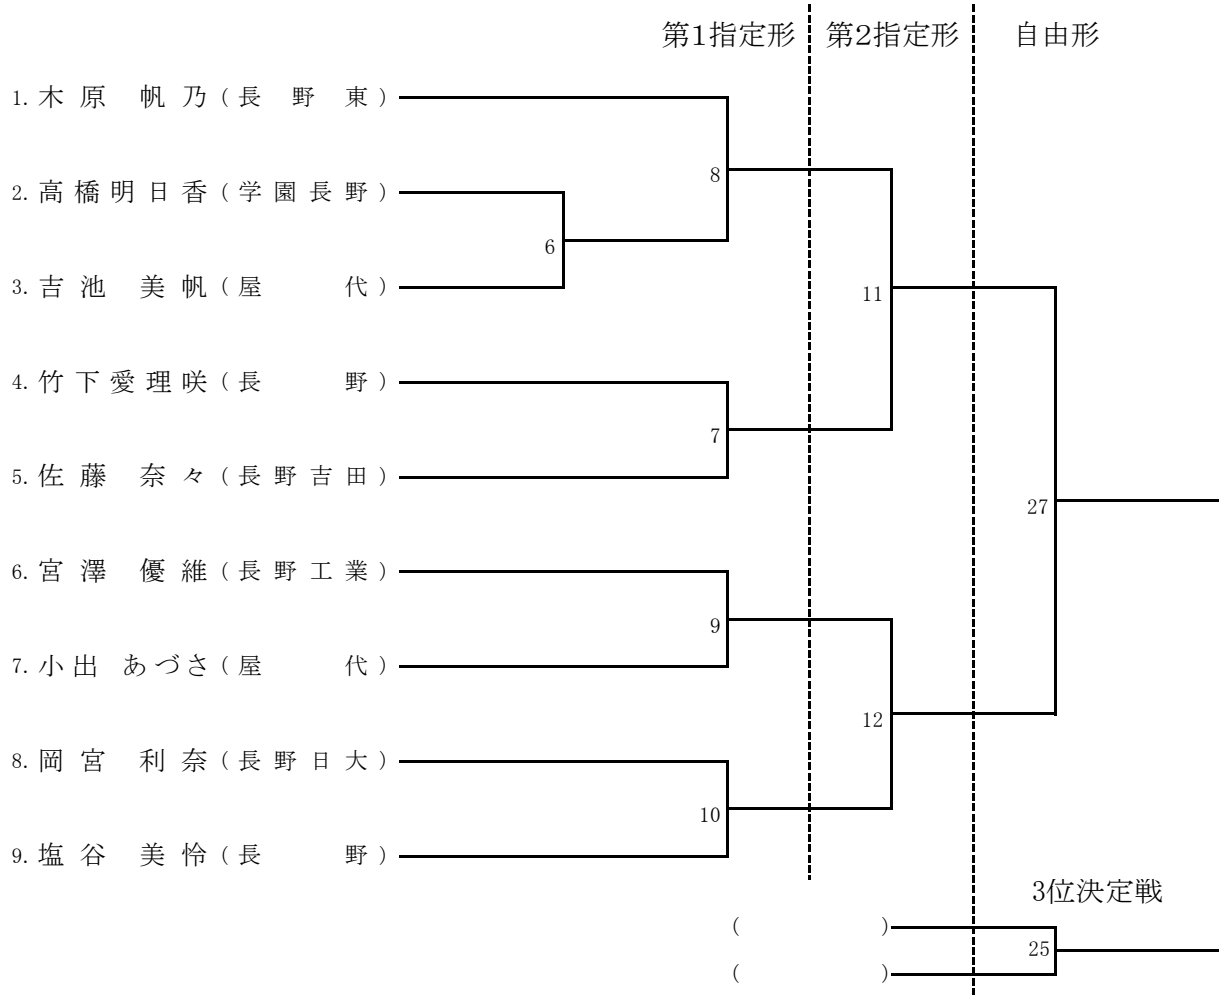 第1指定形 第2指定形 自由形
1. 木原 帆乃 (長野東)
8
2. 高橋明日香 (学園長野)
6
3. 吉池 美帆 (屋代)
11
4. 竹下愛理咲 (長野)
7
5. 佐藤 奈々 (長野吉田)
27
6. 宮澤 優維 (長野工業)
9
7. 小出 あづさ (屋代)
12
8. 岡宮 利奈 (長野日大)
10
9. 塩谷 美怜 (長野)
3位決定戦
( )
25
( )